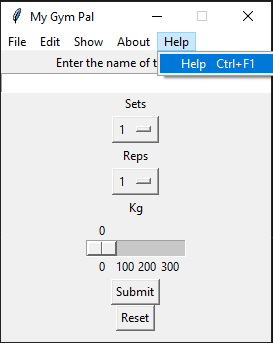 My Gym Pal
File Edit Show About Help
Enter the name of t
Help Ctrl+F1
Sets
1
Reps
1
Kg
0
0 100 200 300
Submit
Reset